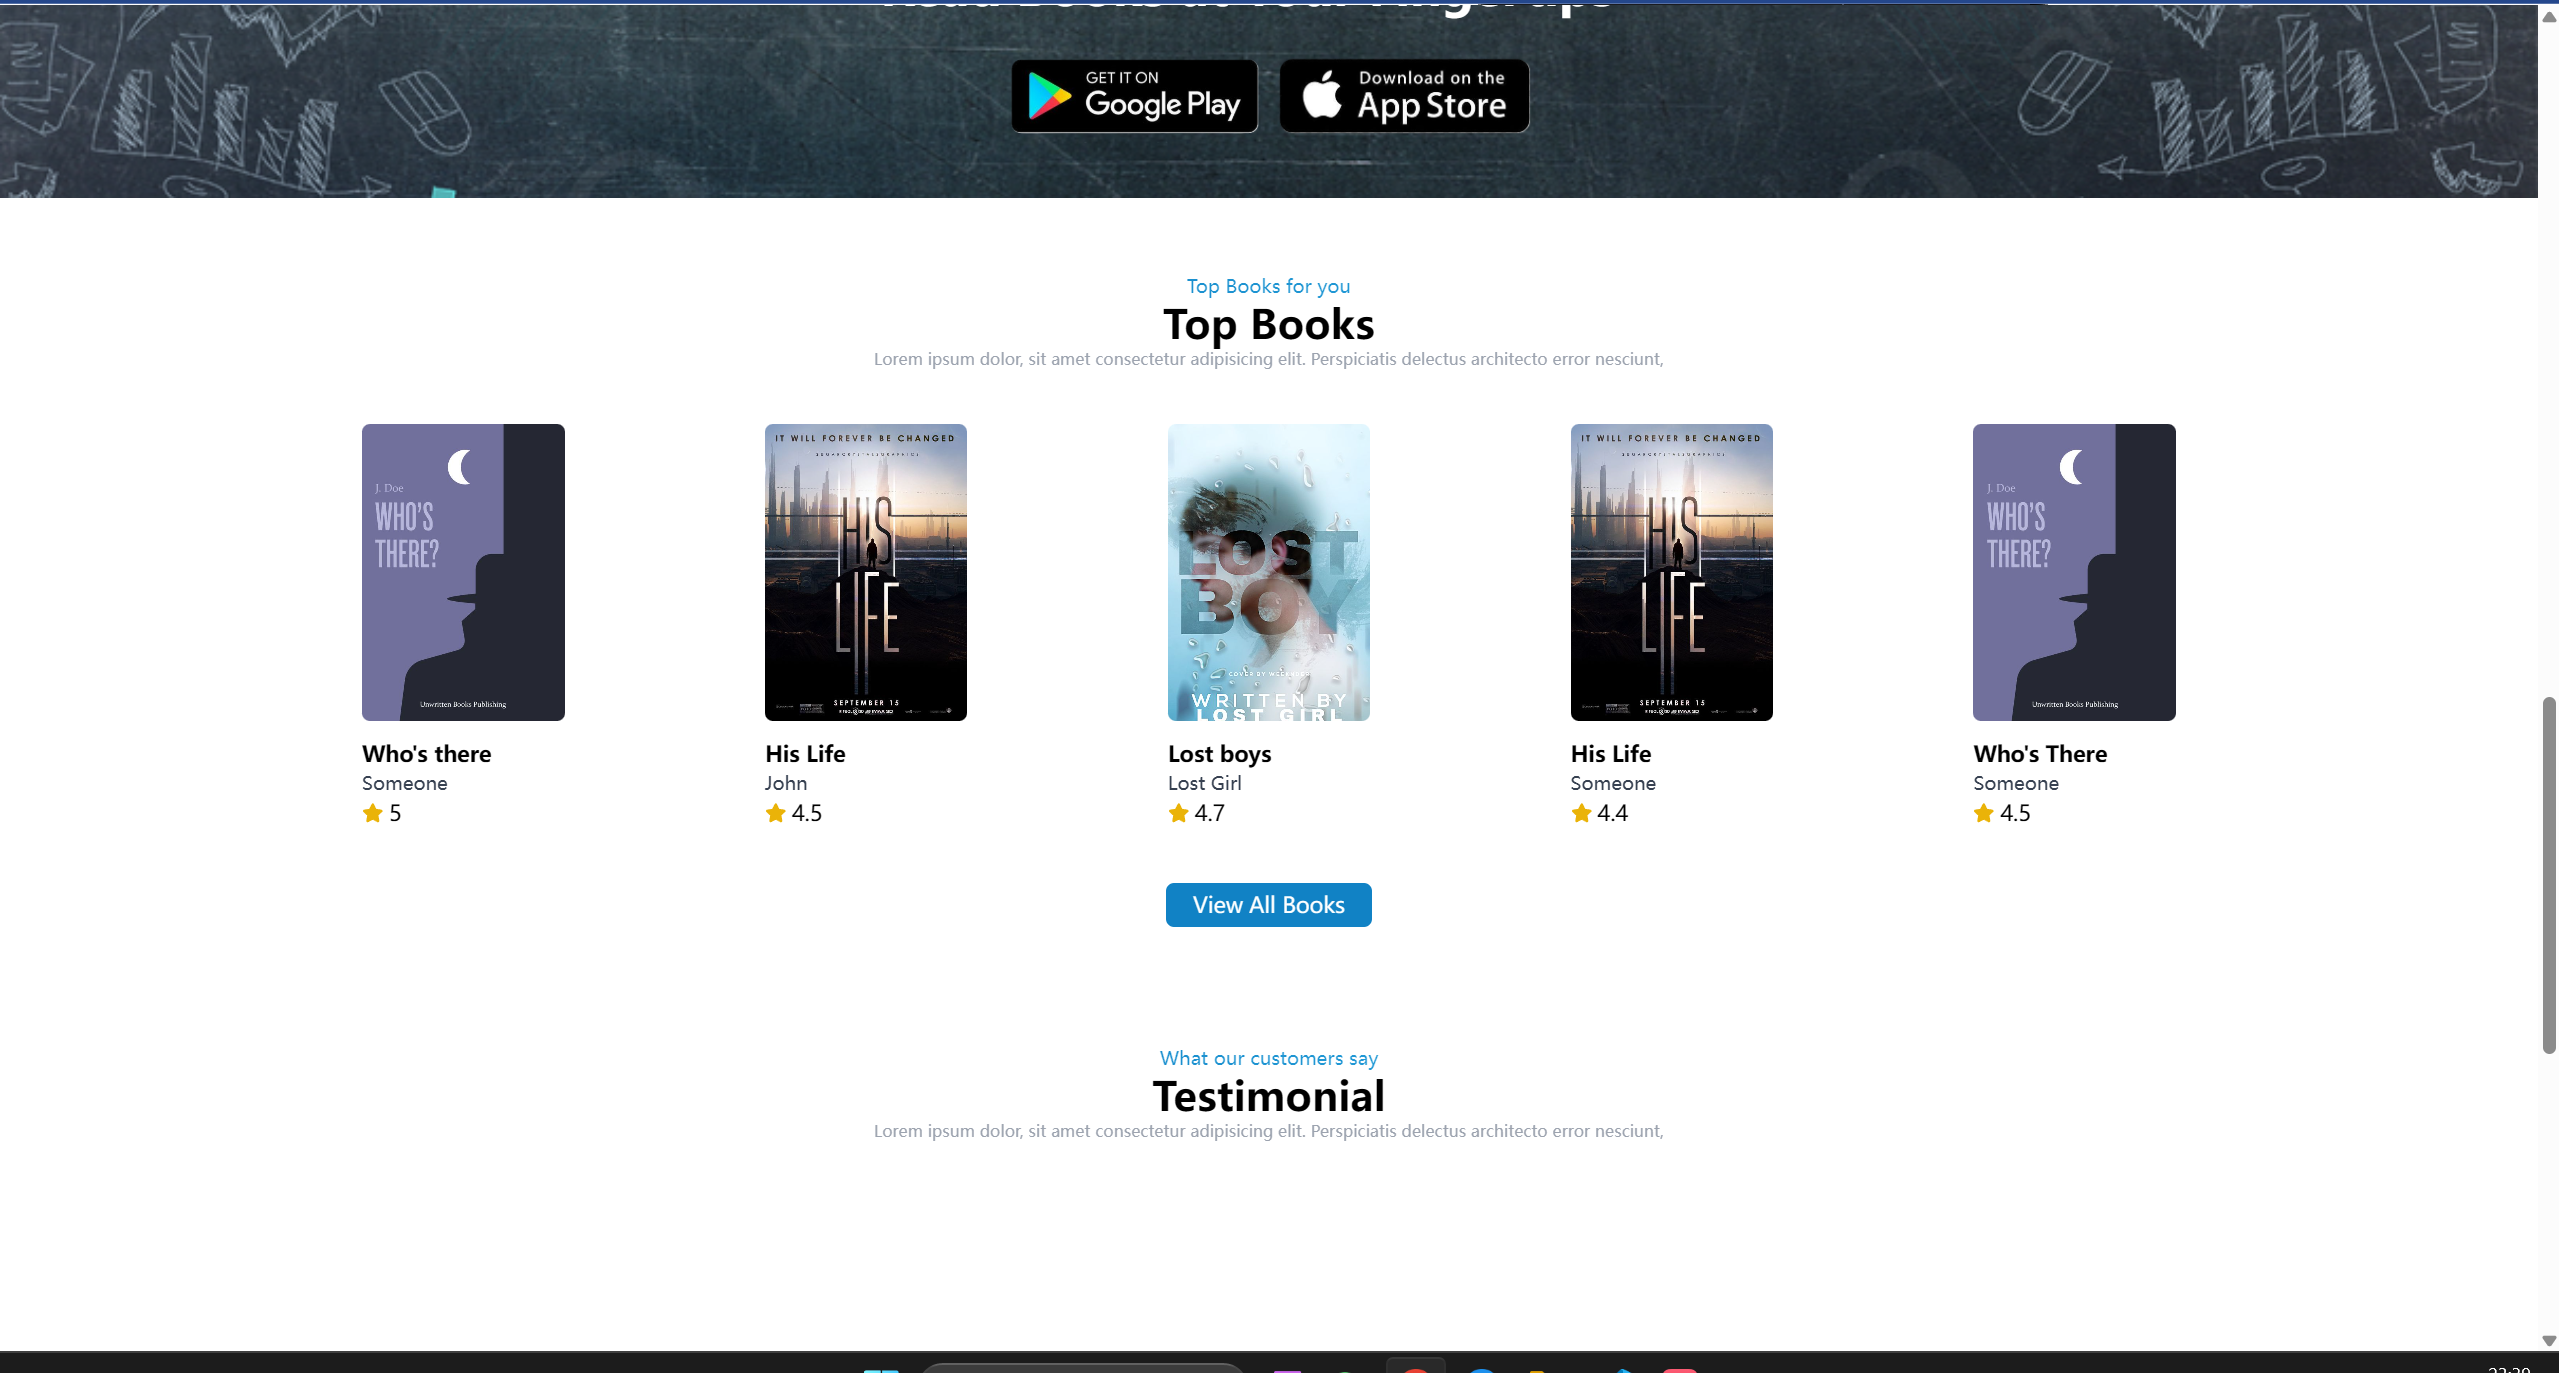 Read Books at Your Fingertips
GET IT ON
Google Play
Download on the
App Store
Top Books for you
Top Books
Lorem ipsum dolor, sit amet consectetur adipisicing elit. Perspiciatis delectus architecto error nesciunt,
J. Doe
WHO'S
THERE?
Unwritten Books Publishing
Who's there
Someone
5
IT WILL FOREVER BE CHANGED
HIS
LIFE
SEPTEMBER 15
His Life
John
4.5
LOST
BOY
COVER BY
WRITTEN BY
LOST GIRL
Lost boys
Lost Girl
4.7
IT WILL FOREVER BE CHANGED
HIS
LIFE
SEPTEMBER 15
His Life
Someone
4.4
J. Doe
WHO'S
THERE?
Unwritten Books Publishing
Who's There
Someone
4.5
View All Books
What our customers say
Testimonial
Lorem ipsum dolor, sit amet consectetur adipisicing elit. Perspiciatis delectus architecto error nesciunt,